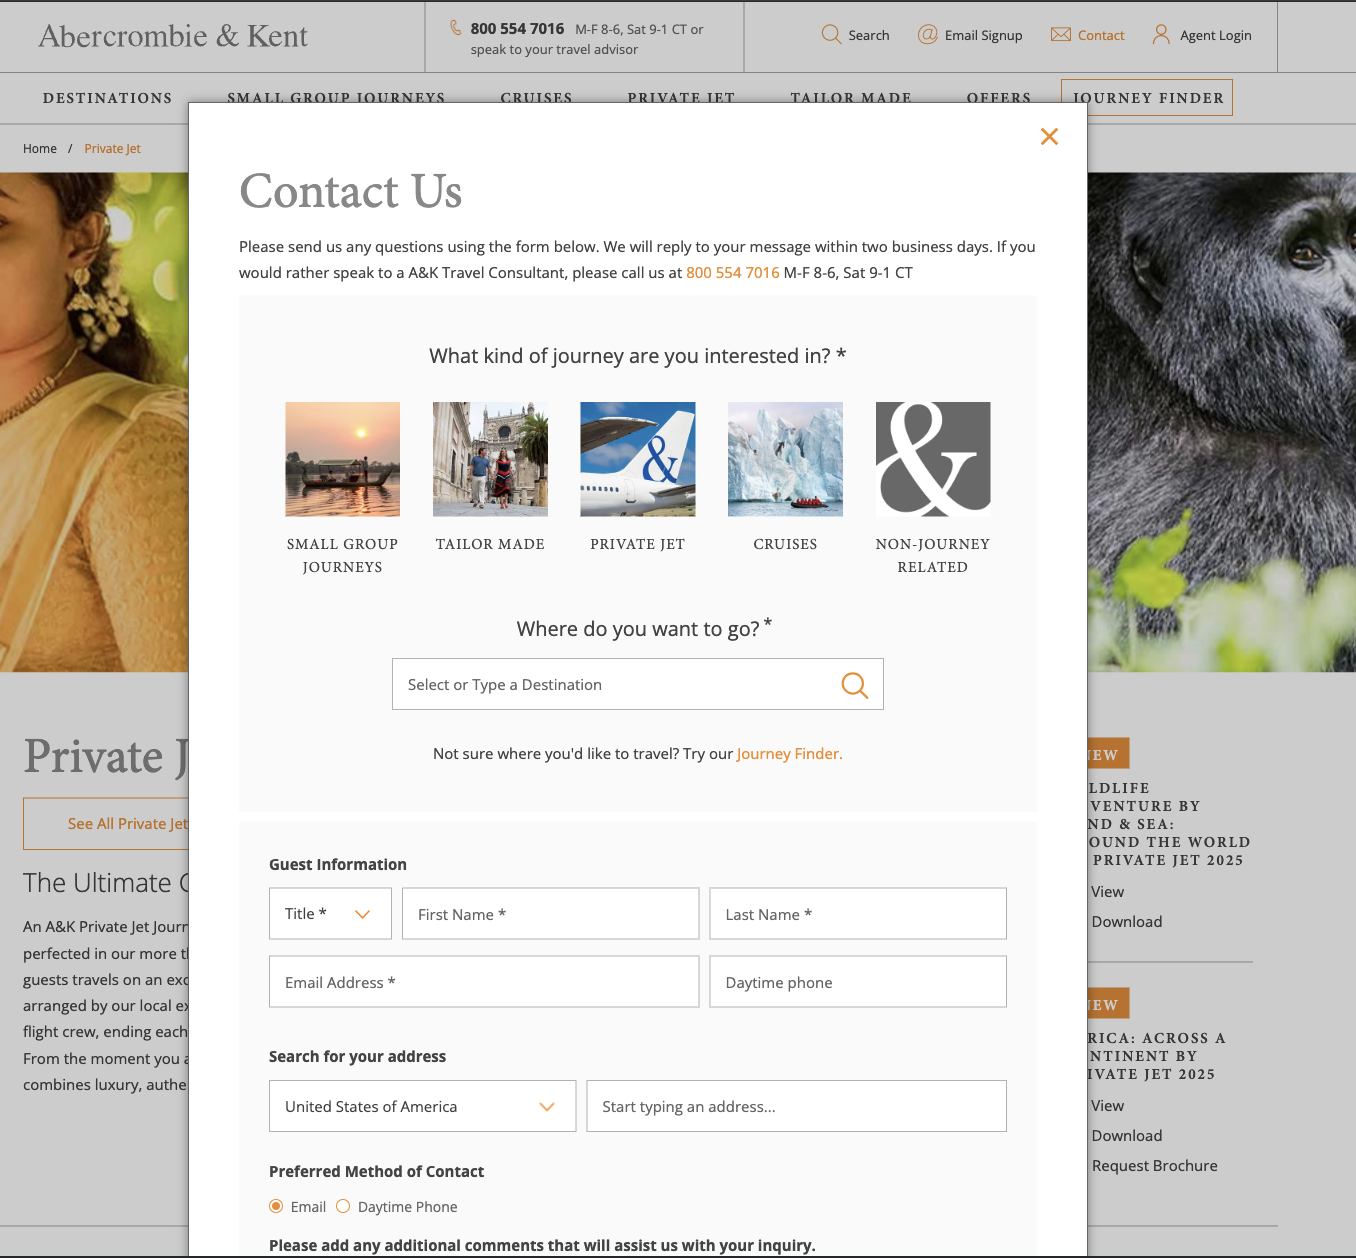 Abercrombie & Kent
800 554 7016 M-F 8-6, Sat 9-1 CT or
speak to your travel advisor
Search
Email Signup
Contact
Agent Login
DESTINATIONS
SMALL GROUP JOURNEYS
CRUISES
PRIVATE JET
TAILOR MADE
OFFERS
JOURNEY FINDER
Home / Private Jet
Contact Us
Please send us any questions using the form below. We will reply to your message within two business days. If you
would rather speak to a A&K Travel Consultant, please call us at 800 554 7016 M-F 8-6, Sat 9-1 CT
What kind of journey are you interested in? *
&
&
SMALL GROUP
JOURNEYS
TAILOR MADE
PRIVATE JET
CRUISES
NON-JOURNEY
RELATED
Where do you want to go? *
Select or Type a Destination
Not sure where you'd like to travel? Try our Journey Finder.
Guest Information
Title *
First Name *
Last Name *
Email Address *
Daytime phone
Search for your address
United States of America
Start typing an address...
Preferred Method of Contact
Email
Daytime Phone
Please add any additional comments that will assist us with your inquiry.
Private J
See All Private Jet
The Ultimate
An A&K Private Jet Journ
perfected in our more
guests travels on an exc
arranged by our local ex
flight crew, ending each
From the moment you a
combines luxury, authe
EW
LDLIFE
VENTURE BY
ND & SEA:
OUND THE WORLD
PRIVATE JET 2025
View
Download
EW
RICA: ACROSS A
NTINENT BY
IVATE JET 2025
View
Download
Request Brochure